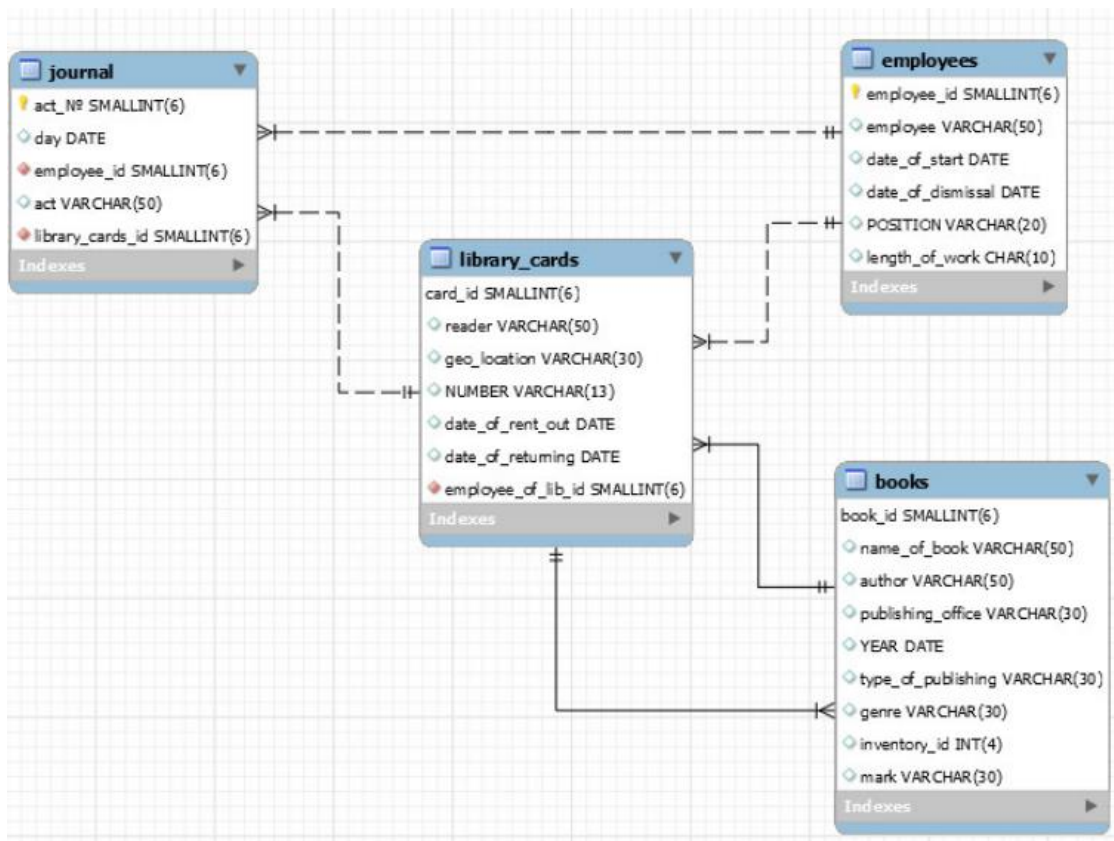 journal
act_№ SMALLINT(6)
day DATE
employee_id SMALLINT(6)
act VARCHAR(50)
library_cards_id SMALLINT(6)
Indexes
employees
employee_id SMALLINT(6)
employee VARCHAR(50)
date_of_start DATE
date_of_dismissal DATE
POSITION VARCHAR(20)
length_of_work CHAR(10)
Indexes
library_cards
card_id SMALLINT(6)
reader VARCHAR(50)
geo_location VARCHAR(30)
NUMBER VARCHAR(13)
date_of_rent_out DATE
date_of_returning DATE
employee_of_lib_id SMALLINT(6)
Indexes
books
book_id SMALLINT(6)
name_of_book VARCHAR(50)
author VARCHAR(50)
publishing_office VARCHAR(30)
YEAR DATE
type_of_publishing VARCHAR(30)
genre VARCHAR(30)
inventory_id INT(4)
mark VARCHAR(30)
Indexes